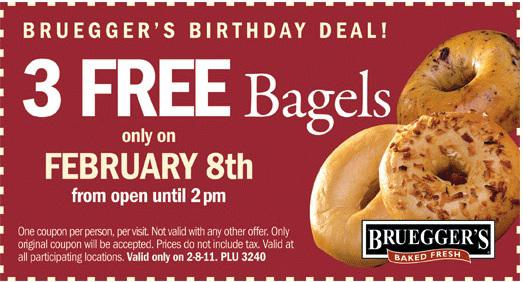 BRUEGGER'S BIRTHDAY DEAL!
3 FREE Bagels
only on
FEBRUARY 8th
from open until 2 pm
One coupon per person, per visit. Not valid with any other offer. Only
original coupon will be accepted. Prices do not include tax. Valid at
all participating locations. Valid only on 2-8-11. PLU 3240
BRUEGGER'S
BAKED FRESH